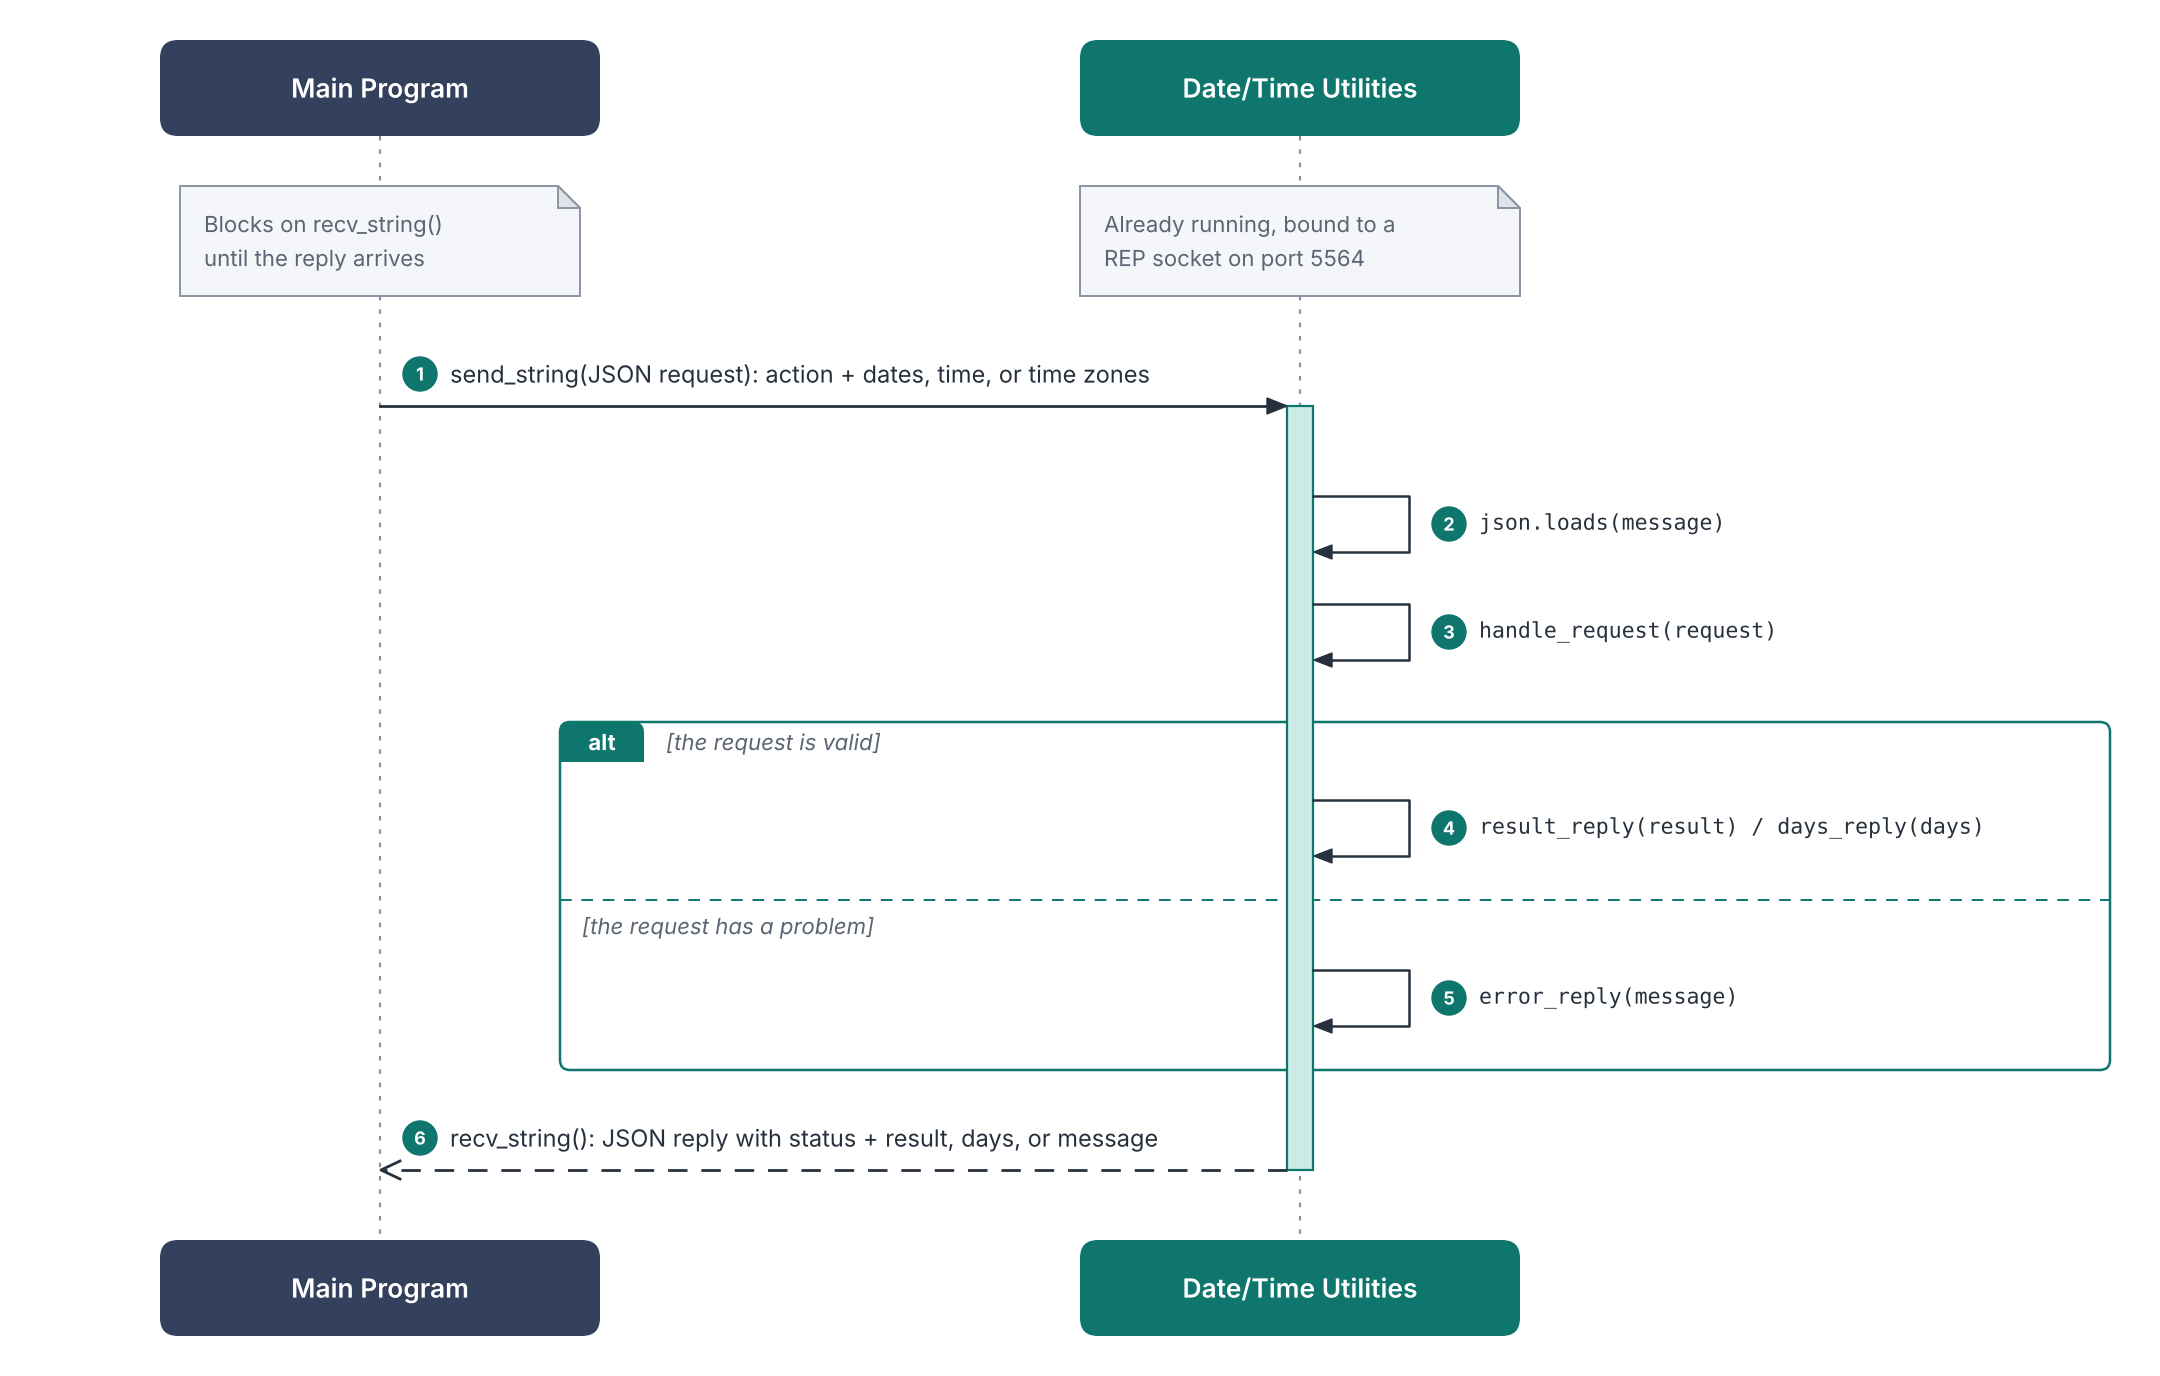 Main Program
Date/Time Utilities
Blocks on recv_string()
until the reply arrives
Already running, bound to a
REP socket on port 5564
1 send_string(JSON request): action + dates, time, or time zones
2 json.loads(message)
3 handle_request(request)
alt [the request is valid]
4 result_reply(result) / days_reply(days)
[the request has a problem]
5 error_reply(message)
6 recv_string(): JSON reply with status + result, days, or message
Main Program
Date/Time Utilities